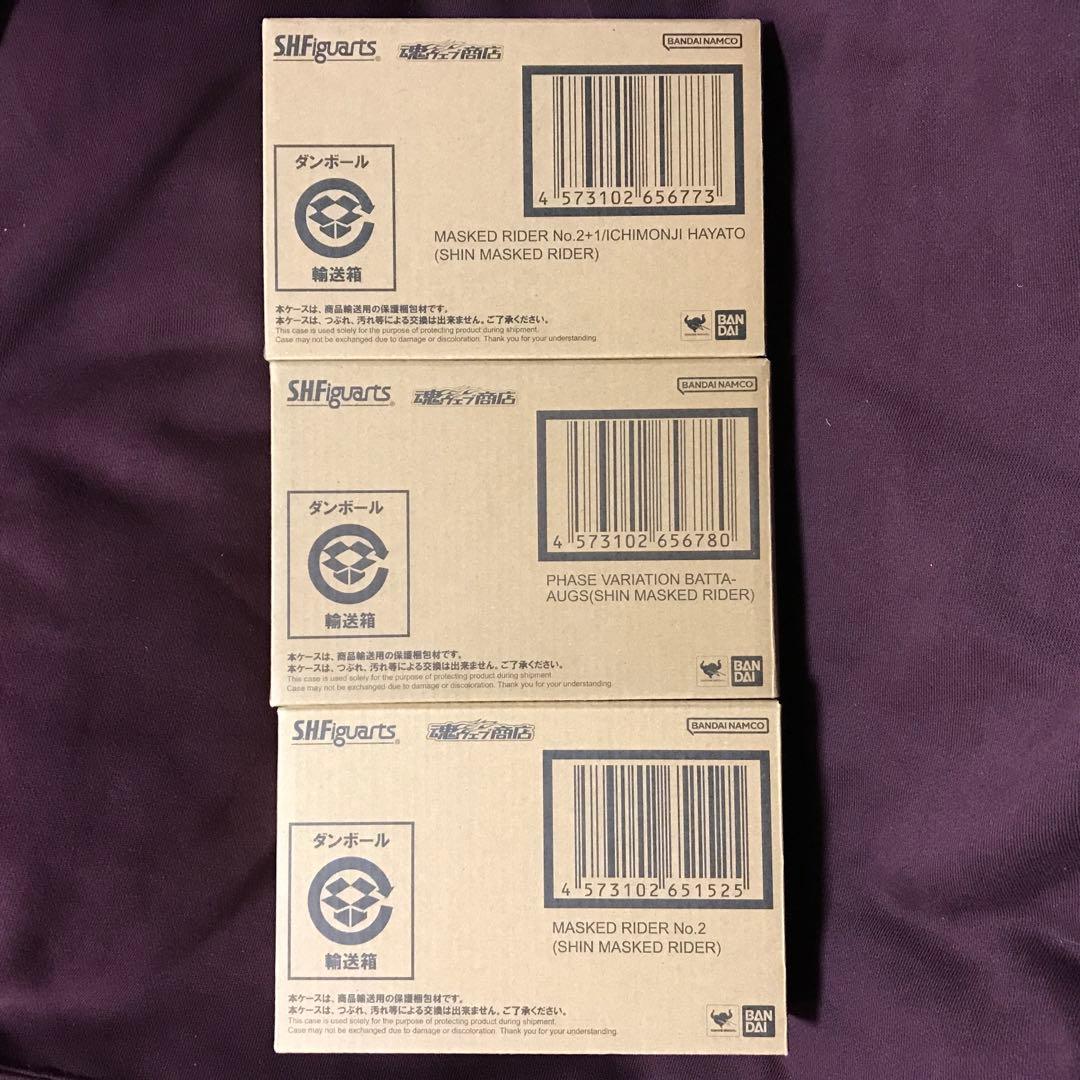 S.H.Figuarts 魂ウェブ商店 BANDAI NAMCO
4 573102 656773
ダンボール
輸送箱
MASKED RIDER No.2+1/ICHIMONJI HAYATO
(SHIN MASKED RIDER)
本ケースは、商品輸送用の保護梱包材です。
本ケースは、つぶれ、汚れ等による交換は出来ません。ご了承ください。
This case is used solely for the purpose of protecting product during shipment.
Case may not be exchanged due to damage or discoloration. Thank you for your understanding.
BAN
DAI
S.H.Figuarts 魂ウェブ商店 BANDAI NAMCO
4 573102 656780
ダンボール
輸送箱
PHASE VARIATION BATTA-
AUGS(SHIN MASKED RIDER)
本ケースは、商品輸送用の保護梱包材です。
本ケースは、つぶれ、汚れ等による交換は出来ません。ご了承ください。
This case is used solely for the purpose of protecting product during shipment.
Case may not be exchanged due to damage or discoloration. Thank you for your understanding.
BAN
DAI
S.H.Figuarts 魂ウェブ商店 BANDAI NAMCO
4 573102 651525
ダンボール
輸送箱
MASKED RIDER No.2
(SHIN MASKED RIDER)
本ケースは、商品輸送用の保護梱包材です。
本ケースは、つぶれ、汚れ等による交換は出来ません。ご了承ください。
This case is used solely for the purpose of protecting product during shipment.
Case may not be exchanged due to damage or discoloration. Thank you for your understanding.
BAN
DAI